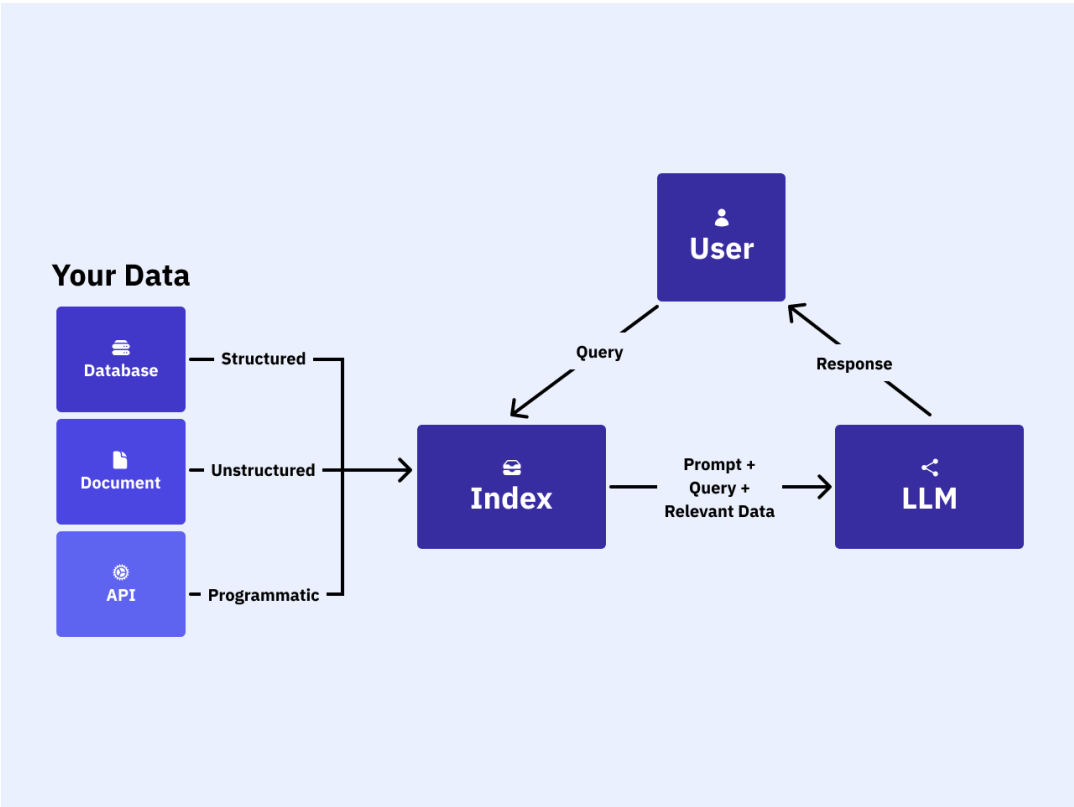 Your Data
Database
Document
API
Structured
Unstructured
Programmatic
User
Query
Index
Prompt +
Query +
Relevant Data
LLM
Response